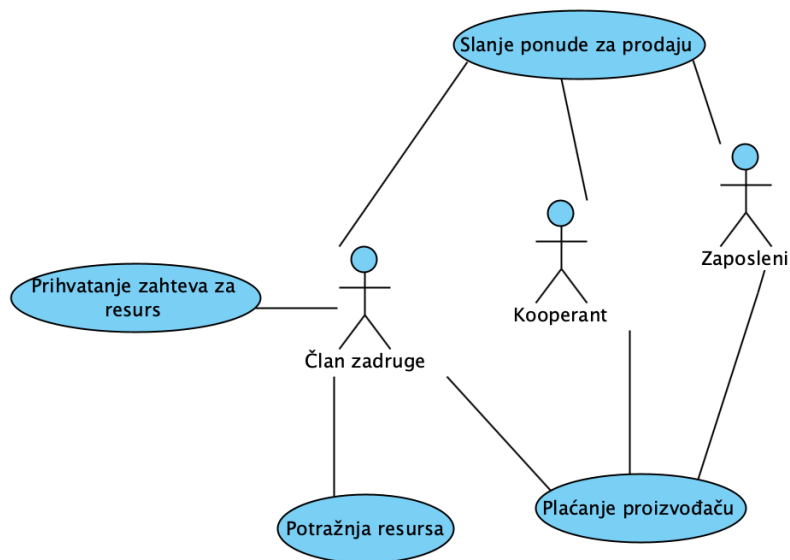 Slanje ponude za prodaju
Zaposleni
Prihvatanje zahteva za
resurs
Kooperant
Član zadruge
Potražnja resursa
Plaćanje proizvođaču